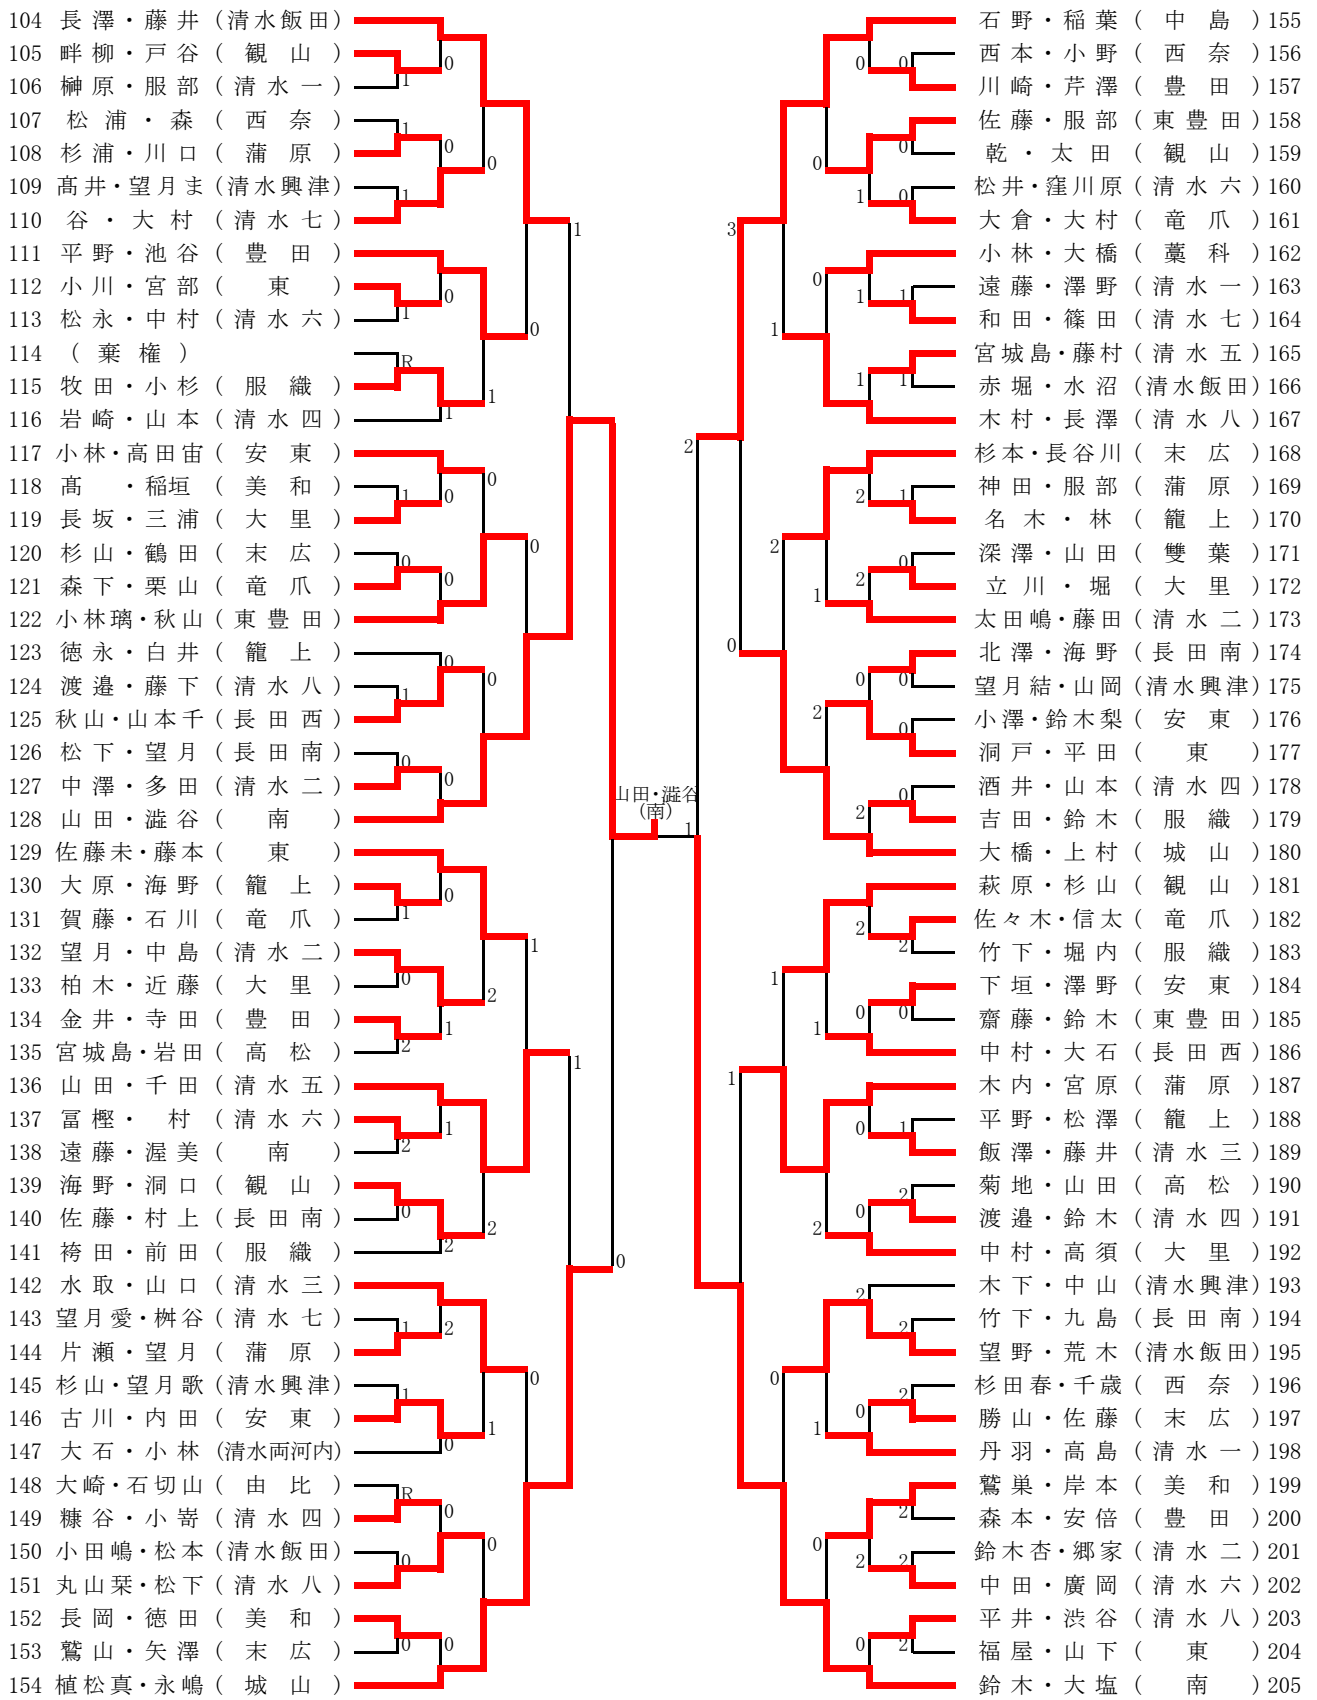 104 長澤・藤井 (清水飯田)
105 畔柳・戸谷 ( 観山 )
106 榊原・服部 (清水一)
107 松浦・森 ( 西奈 )
108 杉浦・川口 ( 蒲原 )
109 髙井・望月ま (清水興津)
110 谷・大村 (清水七)
111 平野・池谷 ( 豊田 )
112 小川・宮部 ( 東 )
113 松永・中村 (清水六)
114 (棄権)
115 牧田・小杉 ( 服織 )
116 岩崎・山本 (清水四)
117 小林・高田宙 ( 安東 )
118 髙 ・稲垣 ( 美和 )
119 長坂・三浦 ( 大里 )
120 杉山・鶴田 ( 末広 )
121 森下・栗山 ( 竜爪 )
122 小林璃・秋山 (東豊田)
123 徳永・白井 ( 籠上 )
124 渡邉・藤下 (清水八)
125 秋山・山本千 (長田西)
126 松下・望月 (長田南)
127 中澤・多田 (清水二)
128 山田・澁谷 ( 南 )
129 佐藤未・藤本 ( 東 )
130 大原・海野 ( 籠上 )
131 賀藤・石川 ( 竜爪 )
132 望月・中島 (清水二)
133 柏木・近藤 ( 大里 )
134 金井・寺田 ( 豊田 )
135 宮城島・岩田 ( 高松 )
136 山田・千田 (清水五)
137 冨樫・ 村 (清水六)
138 遠藤・渥美 ( 南 )
139 海野・洞口 ( 観山 )
140 佐藤・村上 (長田南)
141 袴田・前田 ( 服織 )
142 水取・山口 (清水三)
143 望月愛・桝谷 (清水七)
144 片瀬・望月 ( 蒲原 )
145 杉山・望月歌 (清水興津)
146 古川・内田 ( 安東 )
147 大石・小林 (清水両河内)
148 大崎・石切山 ( 由比 )
149 糠谷・小嵜 (清水四)
150 小田嶋・松本 (清水飯田)
151 丸山栞・松下 (清水八)
152 長岡・徳田 ( 美和 )
153 鷲山・矢澤 ( 末広 )
154 植松真・永嶋 ( 城山 )
山田・澁谷
(南)
石野・稲葉 ( 中島 ) 155
西本・小野 ( 西奈 ) 156
川崎・芹澤 ( 豊田 ) 157
佐藤・服部 (東豊田) 158
乾・太田 ( 観山 ) 159
松井・窪川原 (清水六) 160
大倉・大村 ( 竜爪 ) 161
小林・大橋 ( 藁科 ) 162
遠藤・澤野 (清水一) 163
和田・篠田 (清水七) 164
宮城島・藤村 (清水五) 165
赤堀・水沼 (清水飯田) 166
木村・長澤 (清水八) 167
杉本・長谷川 ( 末広 ) 168
神田・服部 ( 蒲原 ) 169
名木・林 ( 籠上 ) 170
深澤・山田 ( 雙葉 ) 171
立川・堀 ( 大里 ) 172
太田嶋・藤田 (清水二) 173
北澤・海野 (長田南) 174
望月結・山岡 (清水興津) 175
小澤・鈴木梨 ( 安東 ) 176
洞戸・平田 ( 東 ) 177
酒井・山本 (清水四) 178
吉田・鈴木 ( 服織 ) 179
大橋・上村 ( 城山 ) 180
萩原・杉山 ( 観山 ) 181
佐々木・信太 ( 竜爪 ) 182
竹下・堀内 ( 服織 ) 183
下垣・澤野 ( 安東 ) 184
齋藤・鈴木 (東豊田) 185
中村・大石 (長田西) 186
木内・宮原 ( 蒲原 ) 187
平野・松澤 ( 籠上 ) 188
飯澤・藤井 (清水三) 189
菊地・山田 ( 高松 ) 190
渡邉・鈴木 (清水四) 191
中村・高須 ( 大里 ) 192
木下・中山 (清水興津) 193
竹下・九島 (長田南) 194
望野・荒木 (清水飯田) 195
杉田春・千歳 ( 西奈 ) 196
勝山・佐藤 ( 末広 ) 197
丹羽・高島 (清水一) 198
鷲巣・岸本 ( 美和 ) 199
森本・安倍 ( 豊田 ) 200
鈴木杏・郷家 (清水二) 201
中田・廣岡 (清水六) 202
平井・渋谷 (清水八) 203
福屋・山下 ( 東 ) 204
鈴木・大塩 ( 南 ) 205